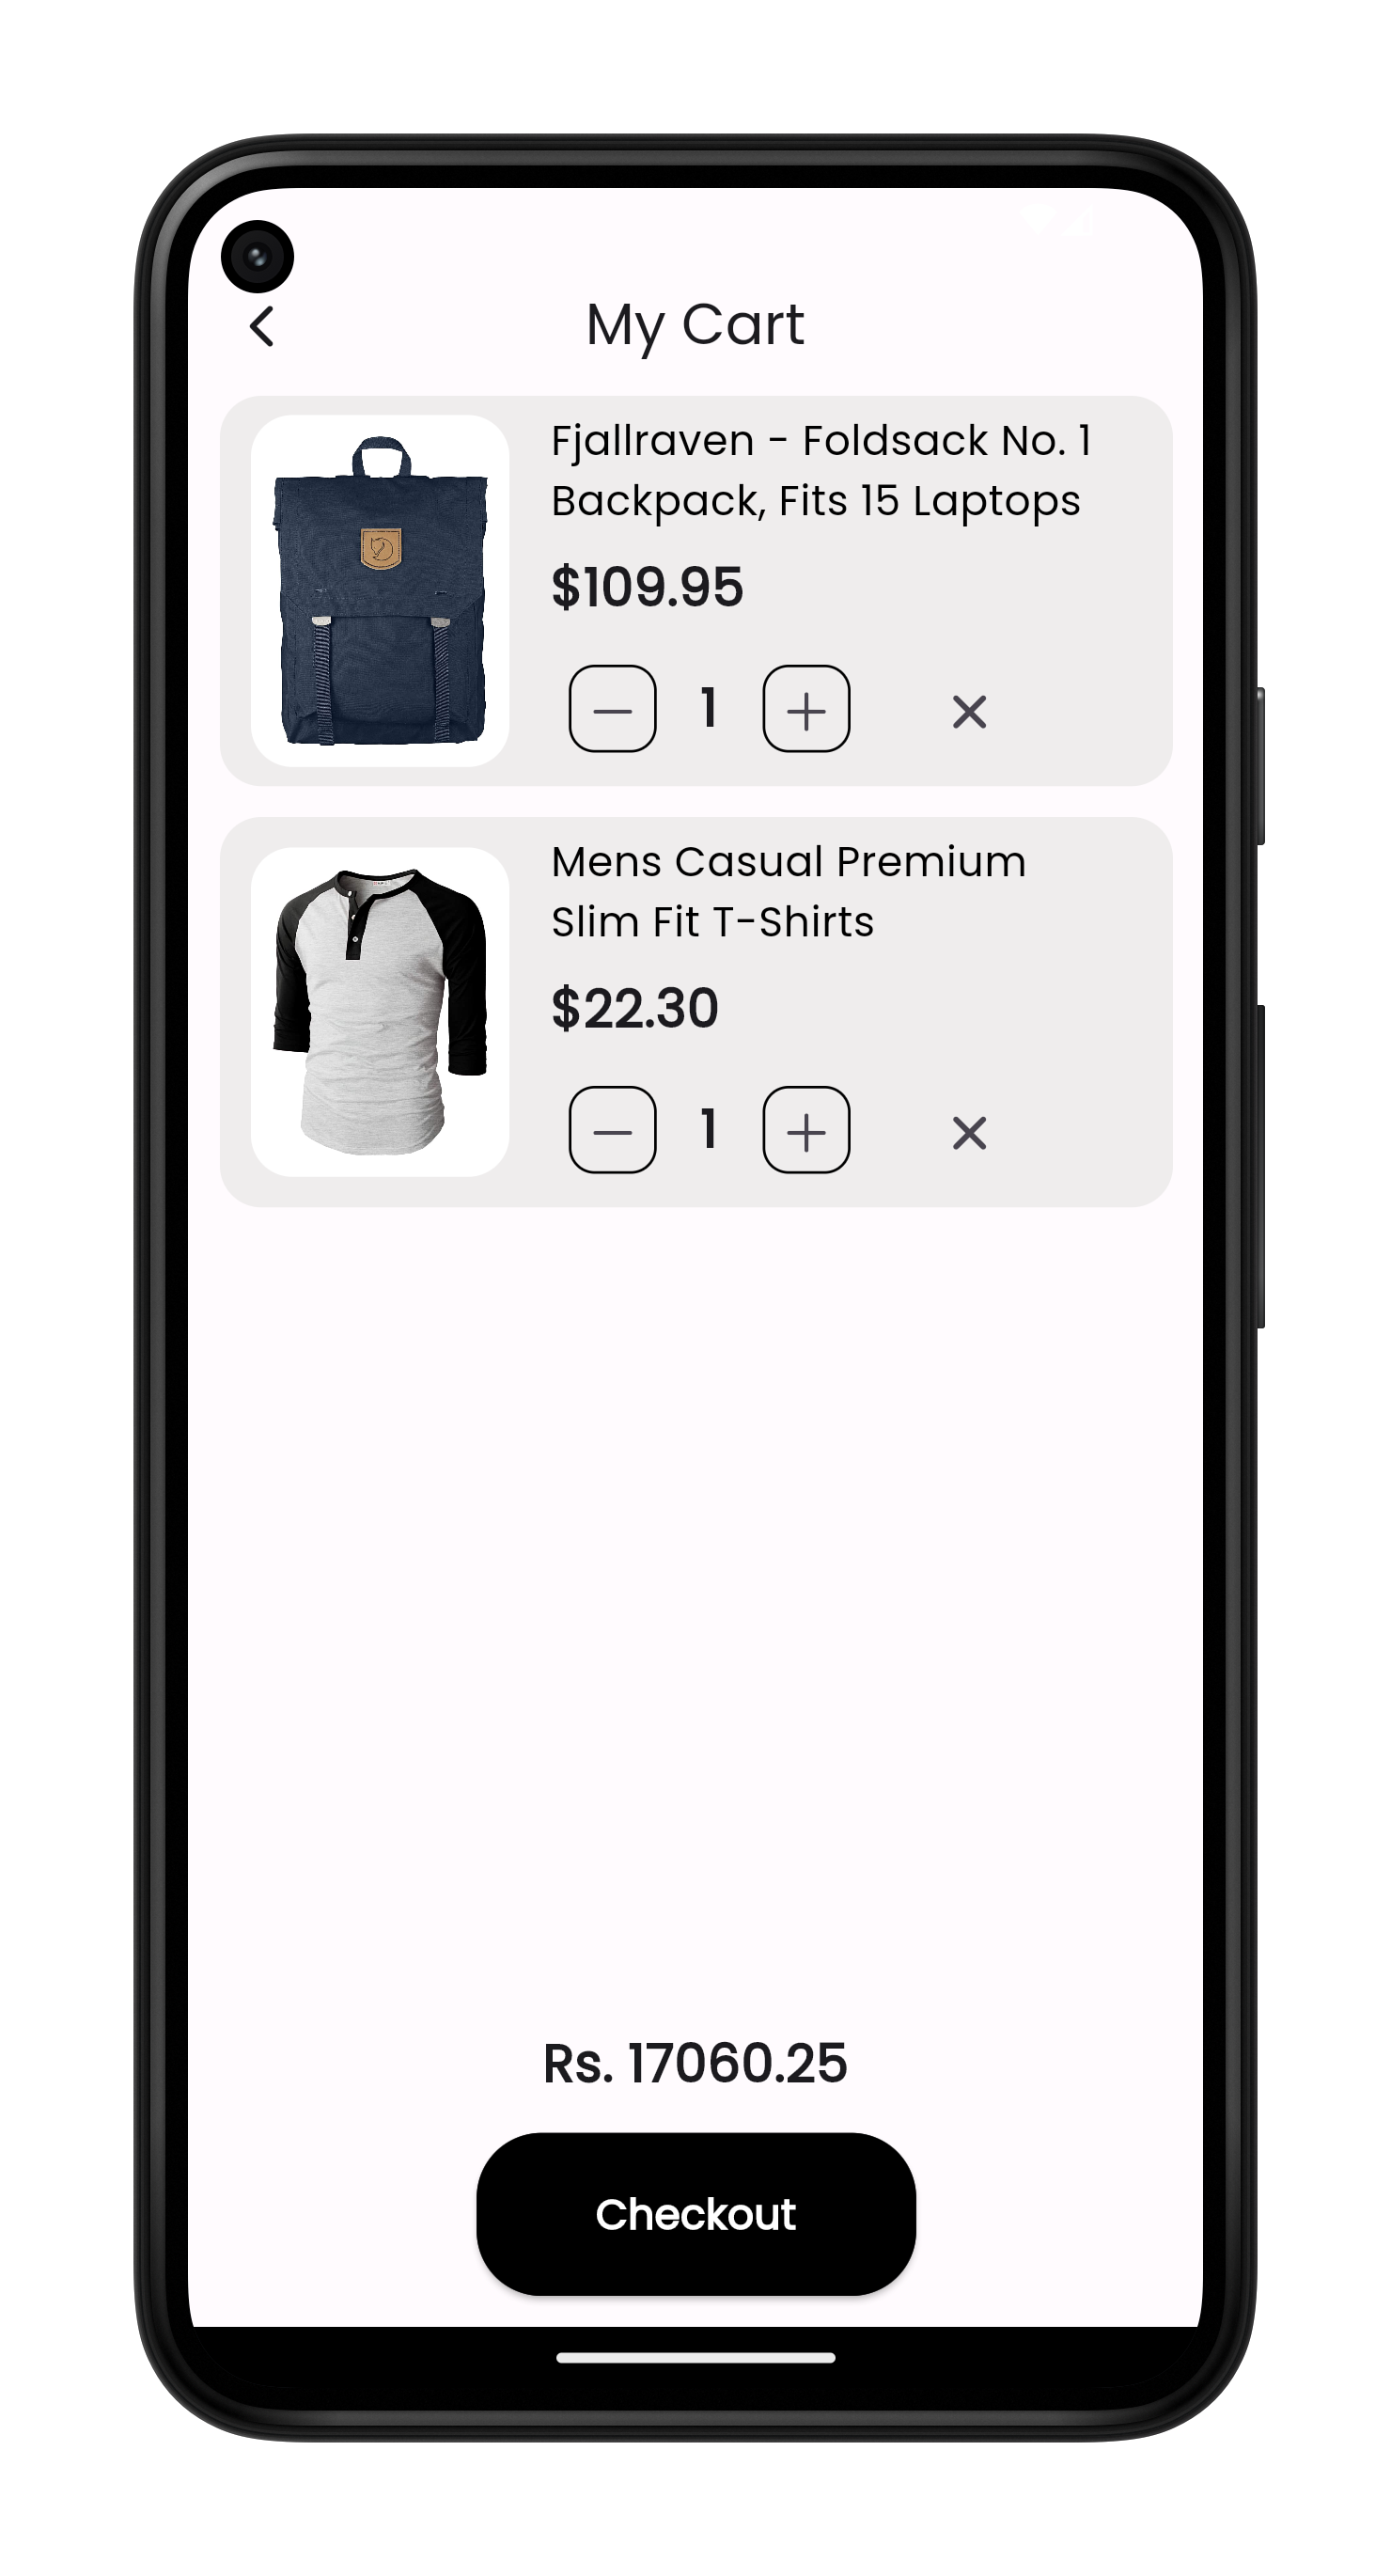 My Cart
Fjallraven - Foldsack No. 1
Backpack, Fits 15 Laptops
$109.95
1
Mens Casual Premium
Slim Fit T-Shirts
$22.30
1
Rs. 17060.25
Checkout